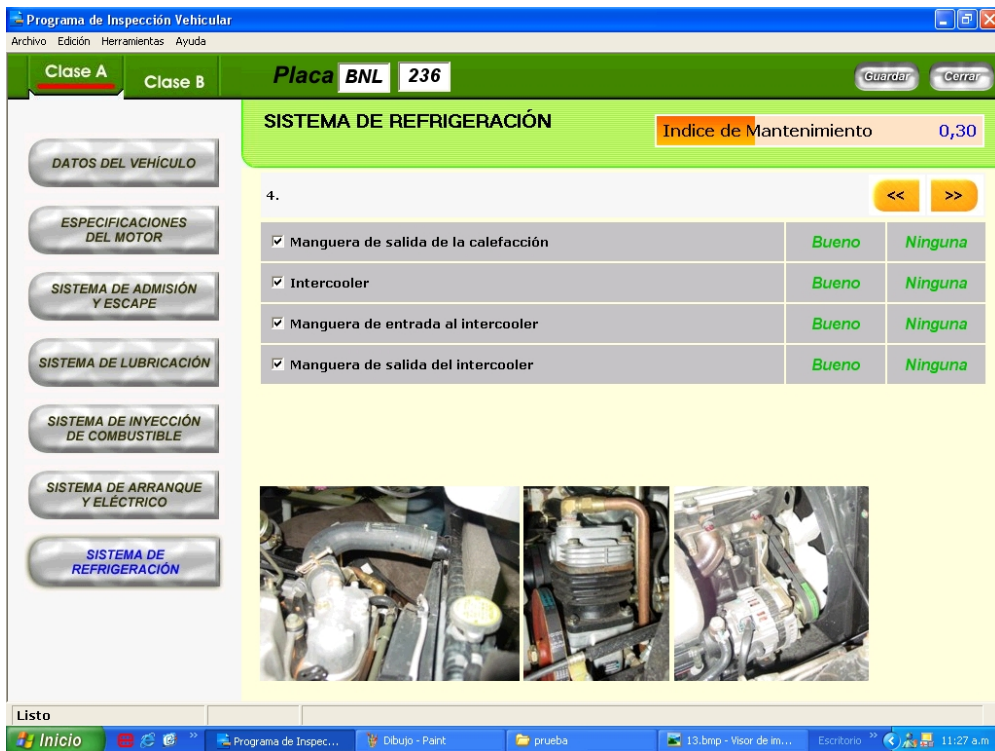 Programa de Inspección Vehicular
Archivo Edición Herramientas Ayuda
Clase A Clase B Placa BNL 236 Guardar Cerrar
SISTEMA DE REFRIGERACIÓN
Indice de Mantenimiento 0,30
DATOS DEL VEHÍCULO
ESPECIFICACIONES
DEL MOTOR
SISTEMA DE ADMISIÓN
Y ESCAPE
SISTEMA DE LUBRICACIÓN
SISTEMA DE INYECCIÓN
DE COMBUSTIBLE
SISTEMA DE ARRANQUE
Y ELÉCTRICO
SISTEMA DE
REFRIGERACIÓN
4. << >>
Manguera de salida de la calefacción Bueno Ninguna
Intercooler Bueno Ninguna
Manguera de entrada al intercooler Bueno Ninguna
Manguera de salida del intercooler Bueno Ninguna
Listo
Inicio » Programa de Inspec... Dibujo - Paint prueba 13.bmp - Visor de im... Escritorio » 11:27 a.m